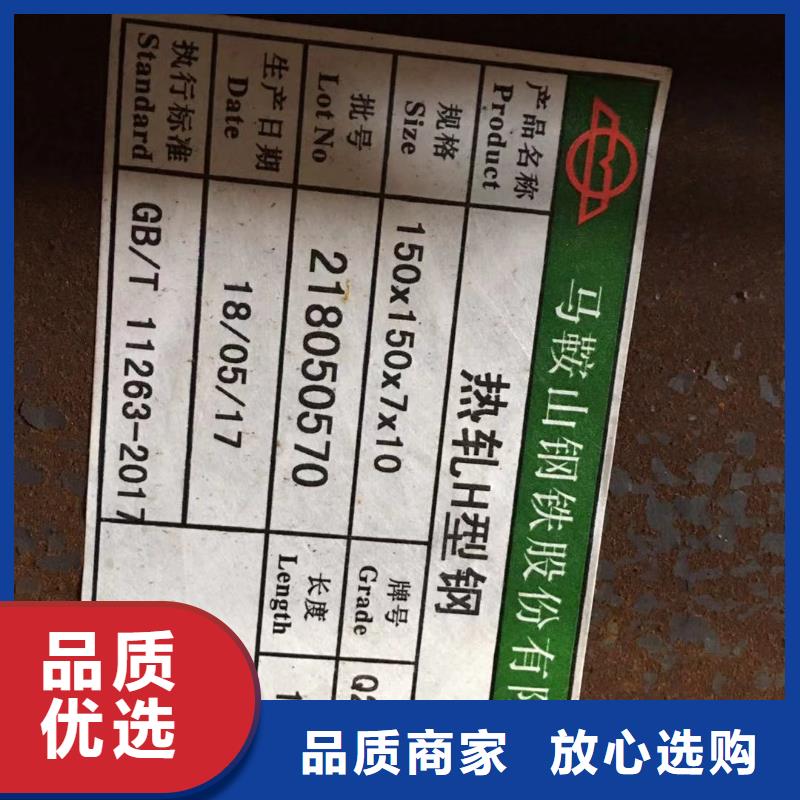 马鞍山钢铁股份有限
产品名称 热轧H型钢
Product
规格 150x150x7x10 牌号
Size Grade
批号 218050570 长度 1
Lot No Length
生产日期 18/05/17
Date
执行标准 GB/T 11263-2017
Standard
品质
优选
品质商家 放心选购